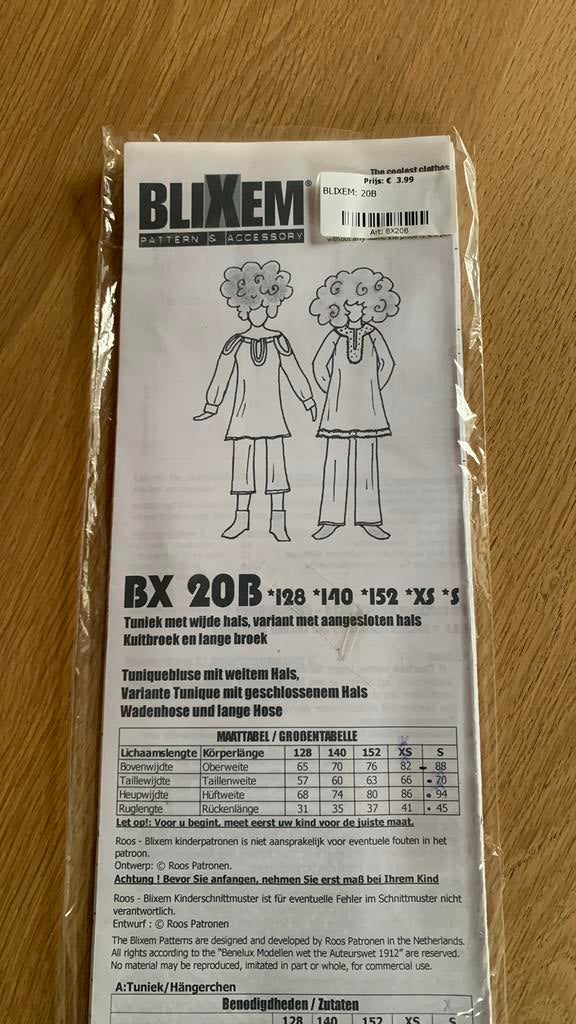 The coolest clothes
Prijs: € 3.99
BLIXEM: 20B
Art: BX20B
BLIXEM®
PATTERN & ACCESSORY
BX 20B *128 *140 *152 *XS *S
Tuniek met wijde hals, variant met aangesloten hals
Kuitbroek en lange broek
Tuniquebluse mit weitem Hals,
Variante Tunique mit geschlossenem Hals
Wadenhose und lange Hose
MAATTABEL / GROßENTABELLE
Lichaamslengte Körperlänge 128 140 152 XS S
Bovenwijdte Oberweite 65 70 76 82 88
Taillewijdte Taillenweite 57 60 63 66 70
Heupwijdte Hüftweite 68 74 80 86 94
Ruglengte Rückenlänge 31 35 37 41 45
Let op!: Voor u begint, meet eerst uw kind voor de juiste maat.
Roos - Blixem kinderpatronen is niet aansprakelijk voor eventuele fouten in het
patroon.
Ontwerp: © Roos Patronen.
Achtung ! Bevor Sie anfangen, nehmen Sie erst maß bei Ihrem Kind
Roos - Blixem Kinderschnittmuster ist für eventuelle Fehler im Schnittmuster nicht
verantwortlich.
Entwurf : © Roos Patronen
The Blixem Patterns are designed and developed by Roos Patronen in the Netherlands.
All rights according to the "Benelux Modellen wet the Auteurswet 1912" are reserved.
No material may be reproduced, imitated in part or whole, for commercial use.
A:Tuniek/Hängerchen
Benodigdheden / Zutaten X
128 140 152 XS S